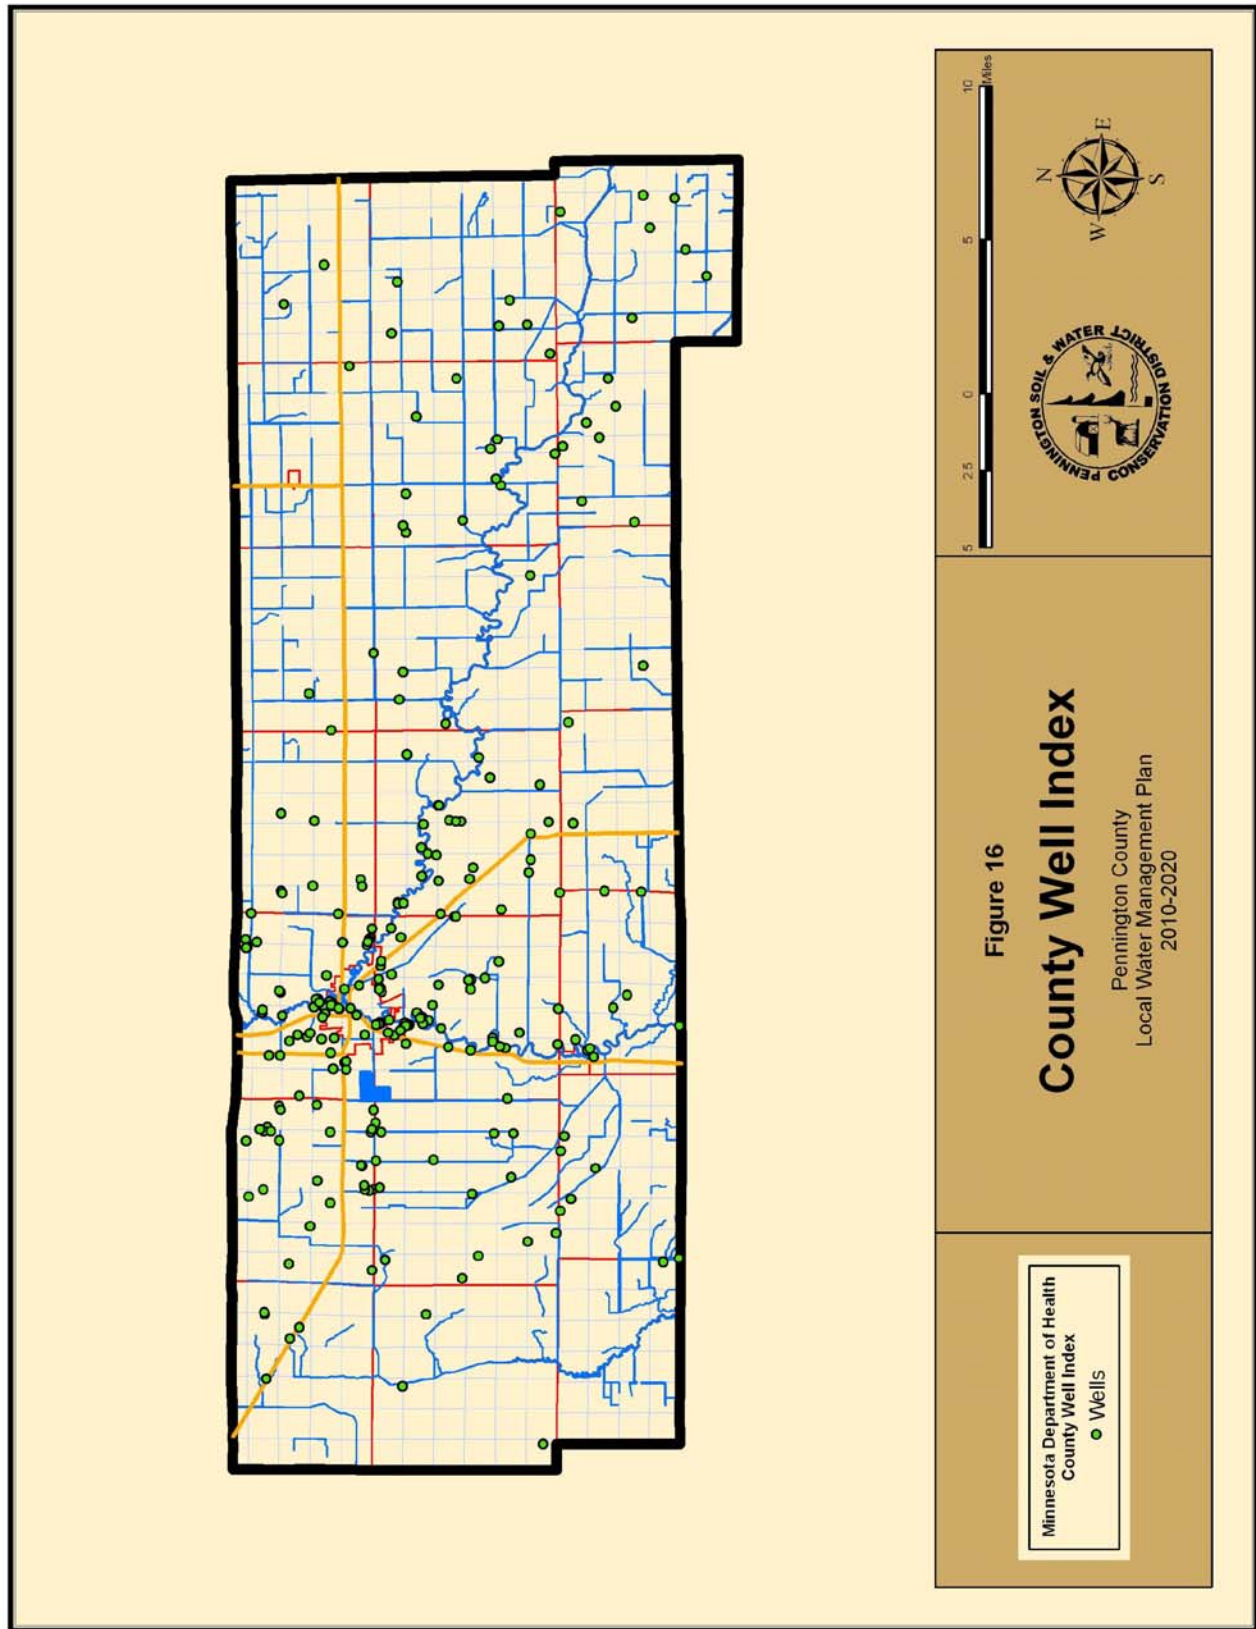 Minnesota Department of Health
County Well Index
Wells
Figure 16
County Well Index
Pennington County
Local Water Management Plan
2010-2020
5 2.5 0 5 10
Miles
PENNINGTON SOIL & WATER
CONSERVATION DISTRICT
N
W E
S